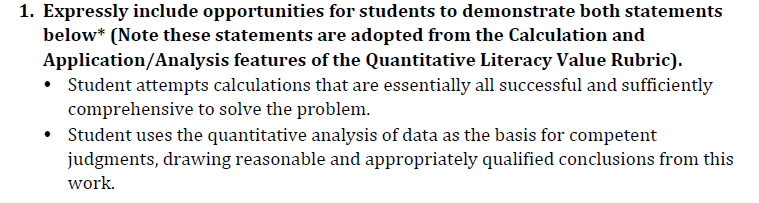 1. Expressly include opportunities for students to demonstrate both statements
below* (Note these statements are adopted from the Calculation and
Application/Analysis features of the Quantitative Literacy Value Rubric).
• Student attempts calculations that are essentially all successful and sufficiently
comprehensive to solve the problem.
• Student uses the quantitative analysis of data as the basis for competent
judgments, drawing reasonable and appropriately qualified conclusions from this
work.